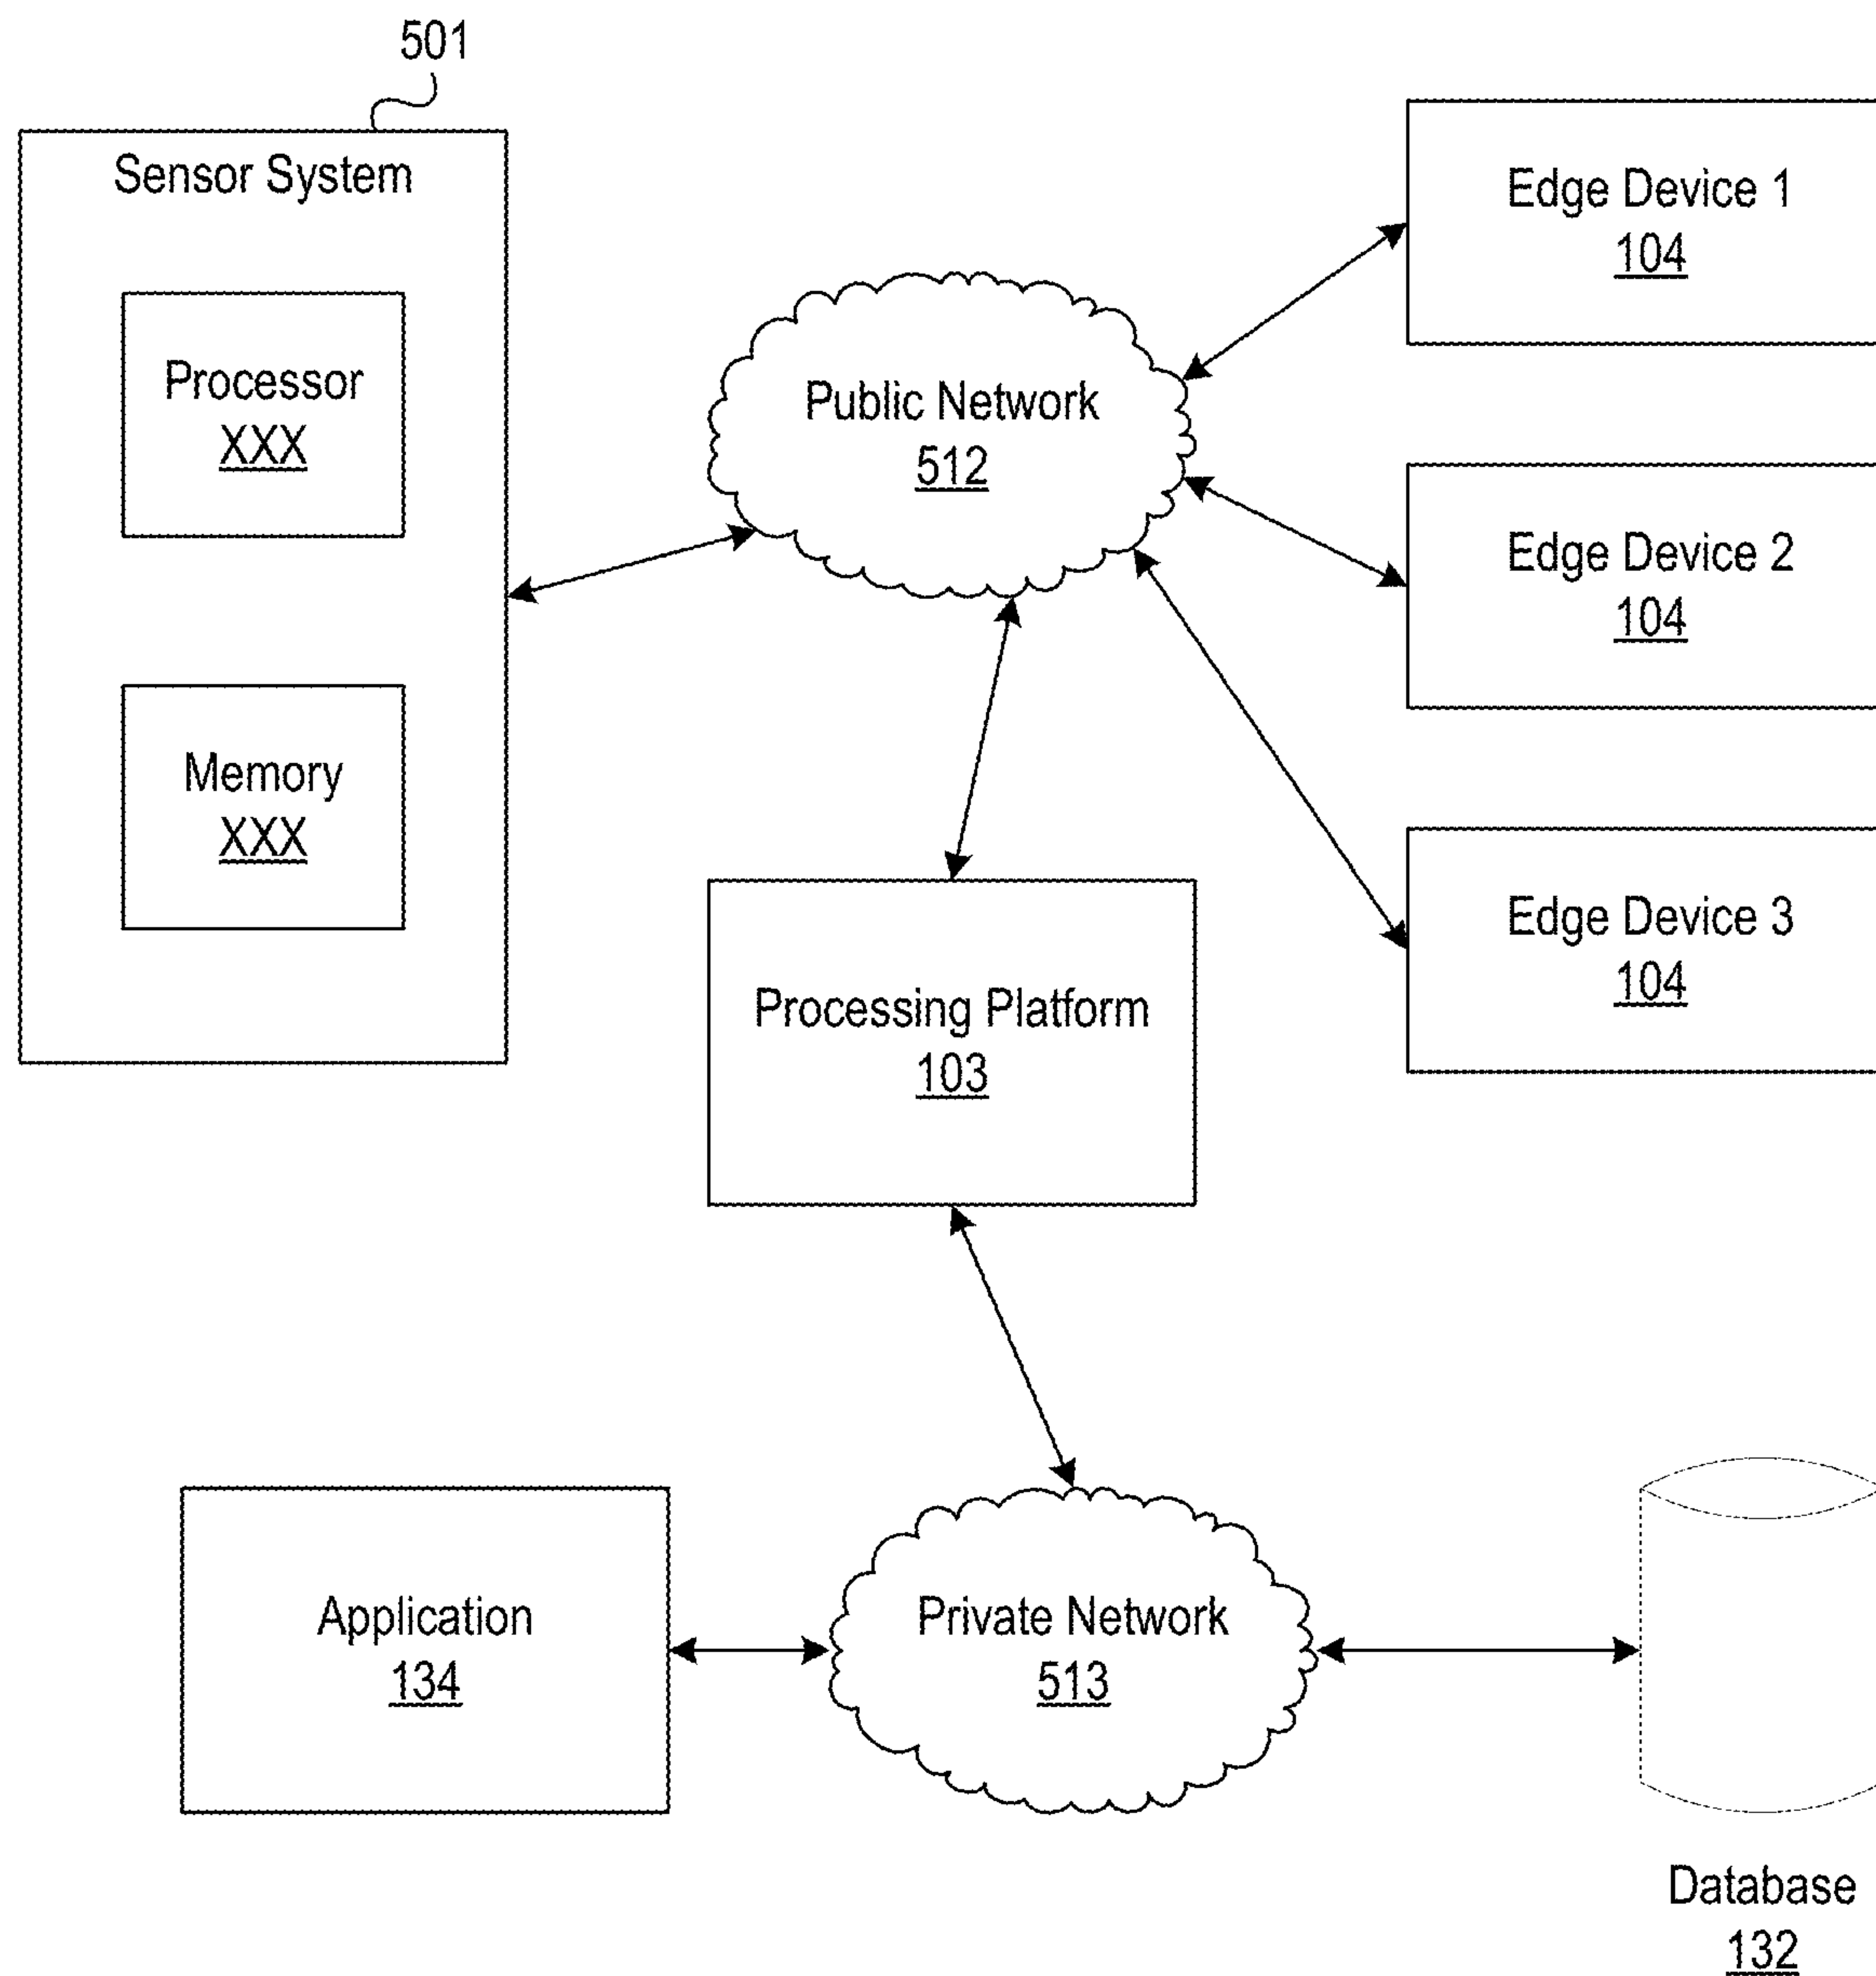 501
Sensor System
Processor
XXX
Memory
XXX
Public Network
512
Edge Device 1
104
Edge Device 2
104
Edge Device 3
104
Processing Platform
103
Application
134
Private Network
513
Database
132